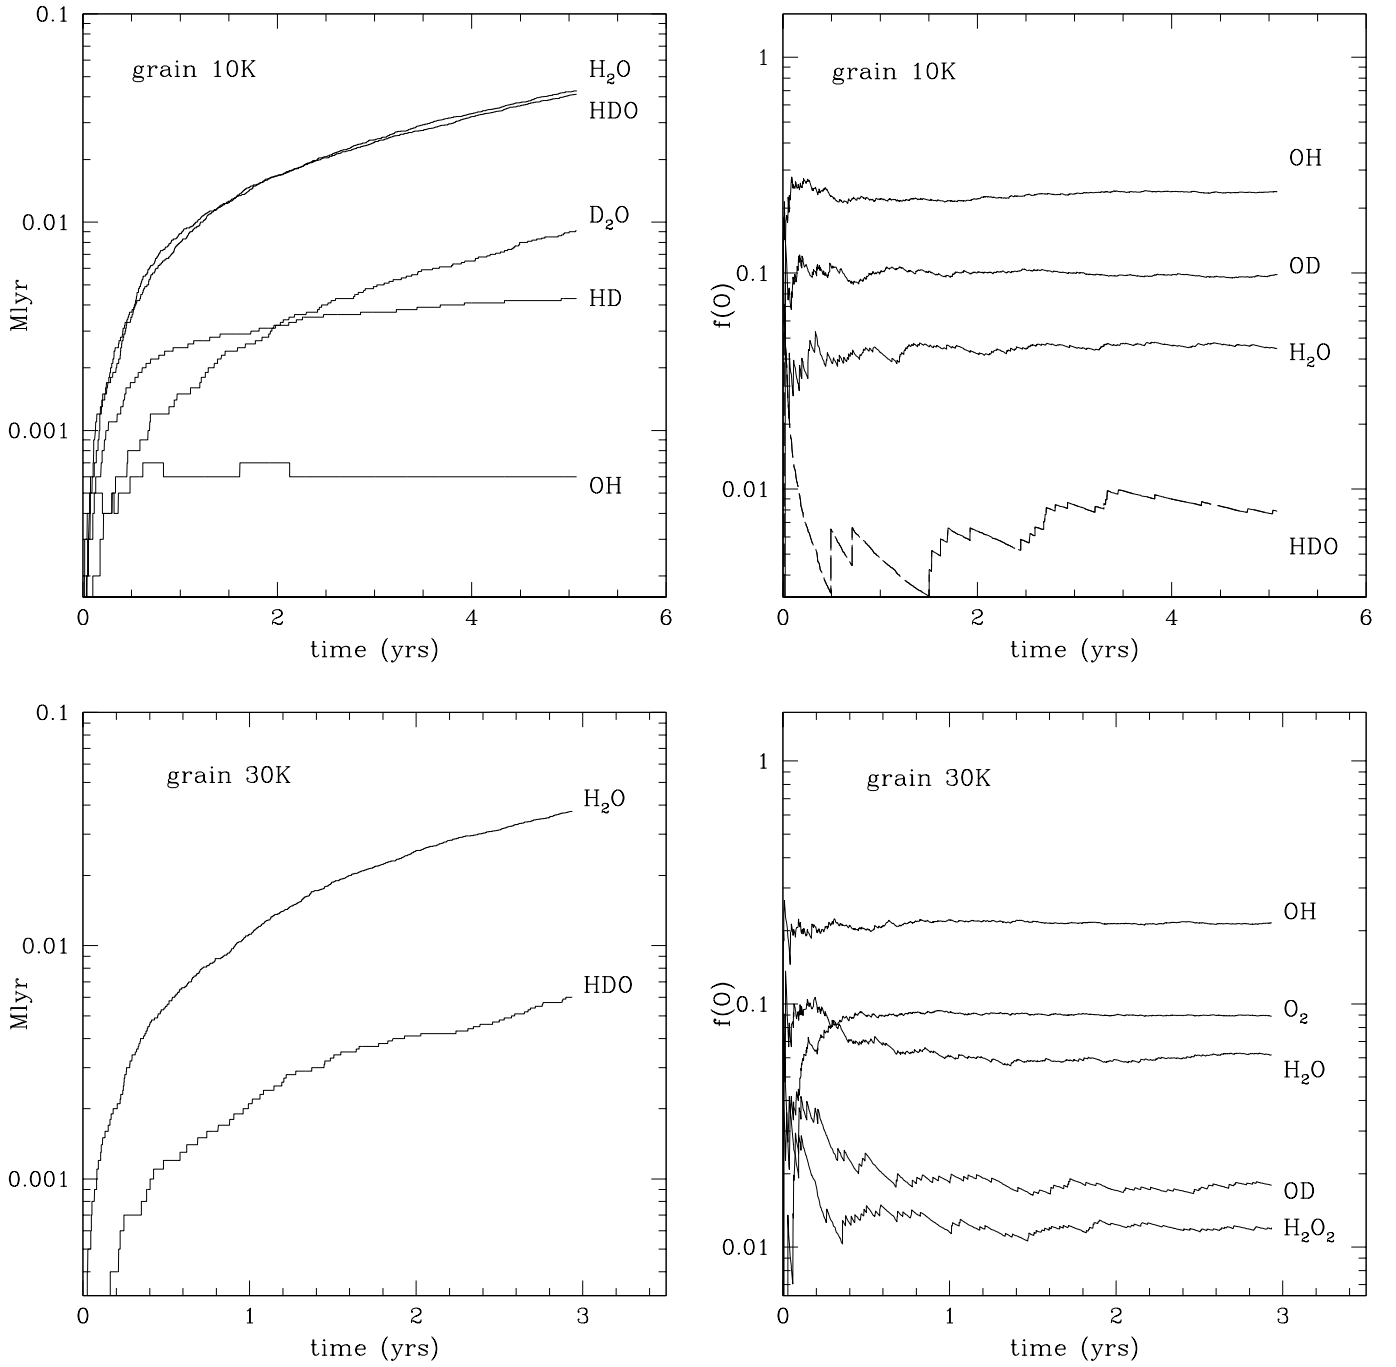 0.1
grain 10K
H₂O
HDO
0.01
D₂O
HD
Mlyr
0.001
OH
0 2 4 6
time (yrs)
1
grain 10K
OH
OD
0.1
f(O)
H₂O
0.01
HDO
0 2 4 6
time (yrs)
0.1
grain 30K
H₂O
0.01
HDO
Mlyr
0.001
0 1 2 3
time (yrs)
1
grain 30K
OH
O₂
0.1
f(O)
H₂O
OD
H₂O₂
0.01
0 1 2 3
time (yrs)